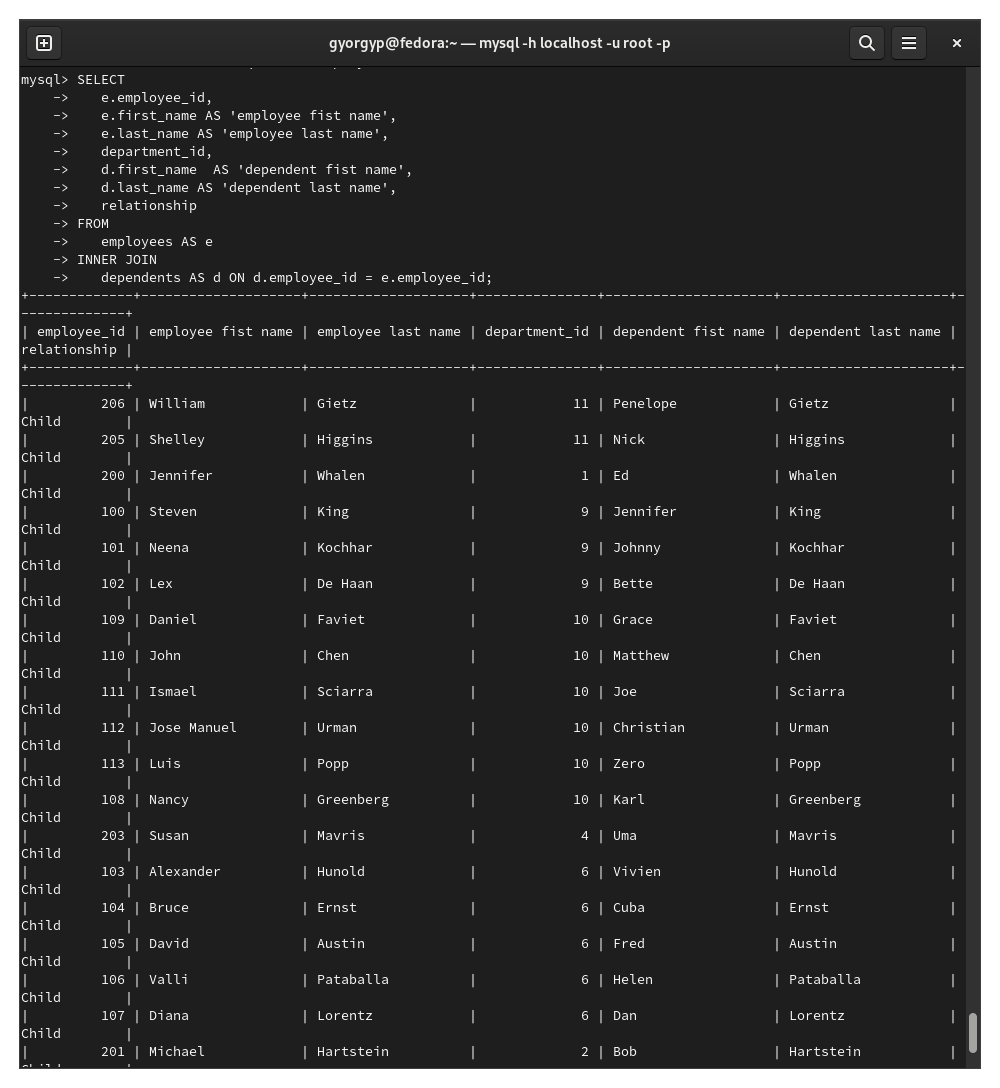 gyorgyp@fedora:~ — mysql -h localhost -u root -p
mysql> SELECT
    ->    e.employee_id,
    ->    e.first_name AS 'employee fist name',
    ->    e.last_name AS 'employee last name',
    ->    department_id,
    ->    d.first_name  AS 'dependent fist name',
    ->    d.last_name AS 'dependent last name',
    ->    relationship
    -> FROM
    ->    employees AS e
    -> INNER JOIN
    ->    dependents AS d ON d.employee_id = e.employee_id;
+-------------+--------------------+--------------------+---------------+---------------------+---------------------+-
-------------+
| employee_id | employee fist name | employee last name | department_id | dependent fist name | dependent last name |
relationship |
+-------------+--------------------+--------------------+---------------+---------------------+---------------------+-
-------------+
|         206 | William            | Gietz              |            11 | Penelope            | Gietz               |
Child        |
|         205 | Shelley            | Higgins            |            11 | Nick                | Higgins             |
Child        |
|         200 | Jennifer           | Whalen             |             1 | Ed                  | Whalen              |
Child        |
|         100 | Steven             | King               |             9 | Jennifer            | King                |
Child        |
|         101 | Neena              | Kochhar            |             9 | Johnny              | Kochhar             |
Child        |
|         102 | Lex                | De Haan            |             9 | Bette               | De Haan             |
Child        |
|         109 | Daniel             | Faviet             |            10 | Grace               | Faviet              |
Child        |
|         110 | John               | Chen               |            10 | Matthew             | Chen                |
Child        |
|         111 | Ismael             | Sciarra            |            10 | Joe                 | Sciarra             |
Child        |
|         112 | Jose Manuel        | Urman              |            10 | Christian           | Urman               |
Child        |
|         113 | Luis               | Popp               |            10 | Zero                | Popp                |
Child        |
|         108 | Nancy              | Greenberg          |            10 | Karl                | Greenberg           |
Child        |
|         203 | Susan              | Mavris             |             4 | Uma                 | Mavris              |
Child        |
|         103 | Alexander          | Hunold             |             6 | Vivien              | Hunold              |
Child        |
|         104 | Bruce              | Ernst              |             6 | Cuba                | Ernst               |
Child        |
|         105 | David              | Austin             |             6 | Fred                | Austin              |
Child        |
|         106 | Valli              | Pataballa          |             6 | Helen               | Pataballa           |
Child        |
|         107 | Diana              | Lorentz            |             6 | Dan                 | Lorentz             |
Child        |
|         201 | Michael            | Hartstein          |             2 | Bob                 | Hartstein           |